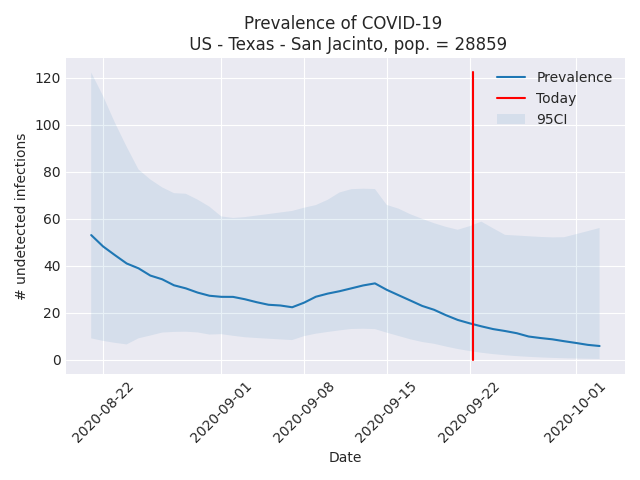 Prevalence of COVID-19
US - Texas - San Jacinto, pop. = 28859
Prevalence
Today
95CI
# undetected infections
120
100
80
60
40
20
0
2020-08-22
2020-09-01
2020-09-08
2020-09-15
2020-09-22
2020-10-01
Date